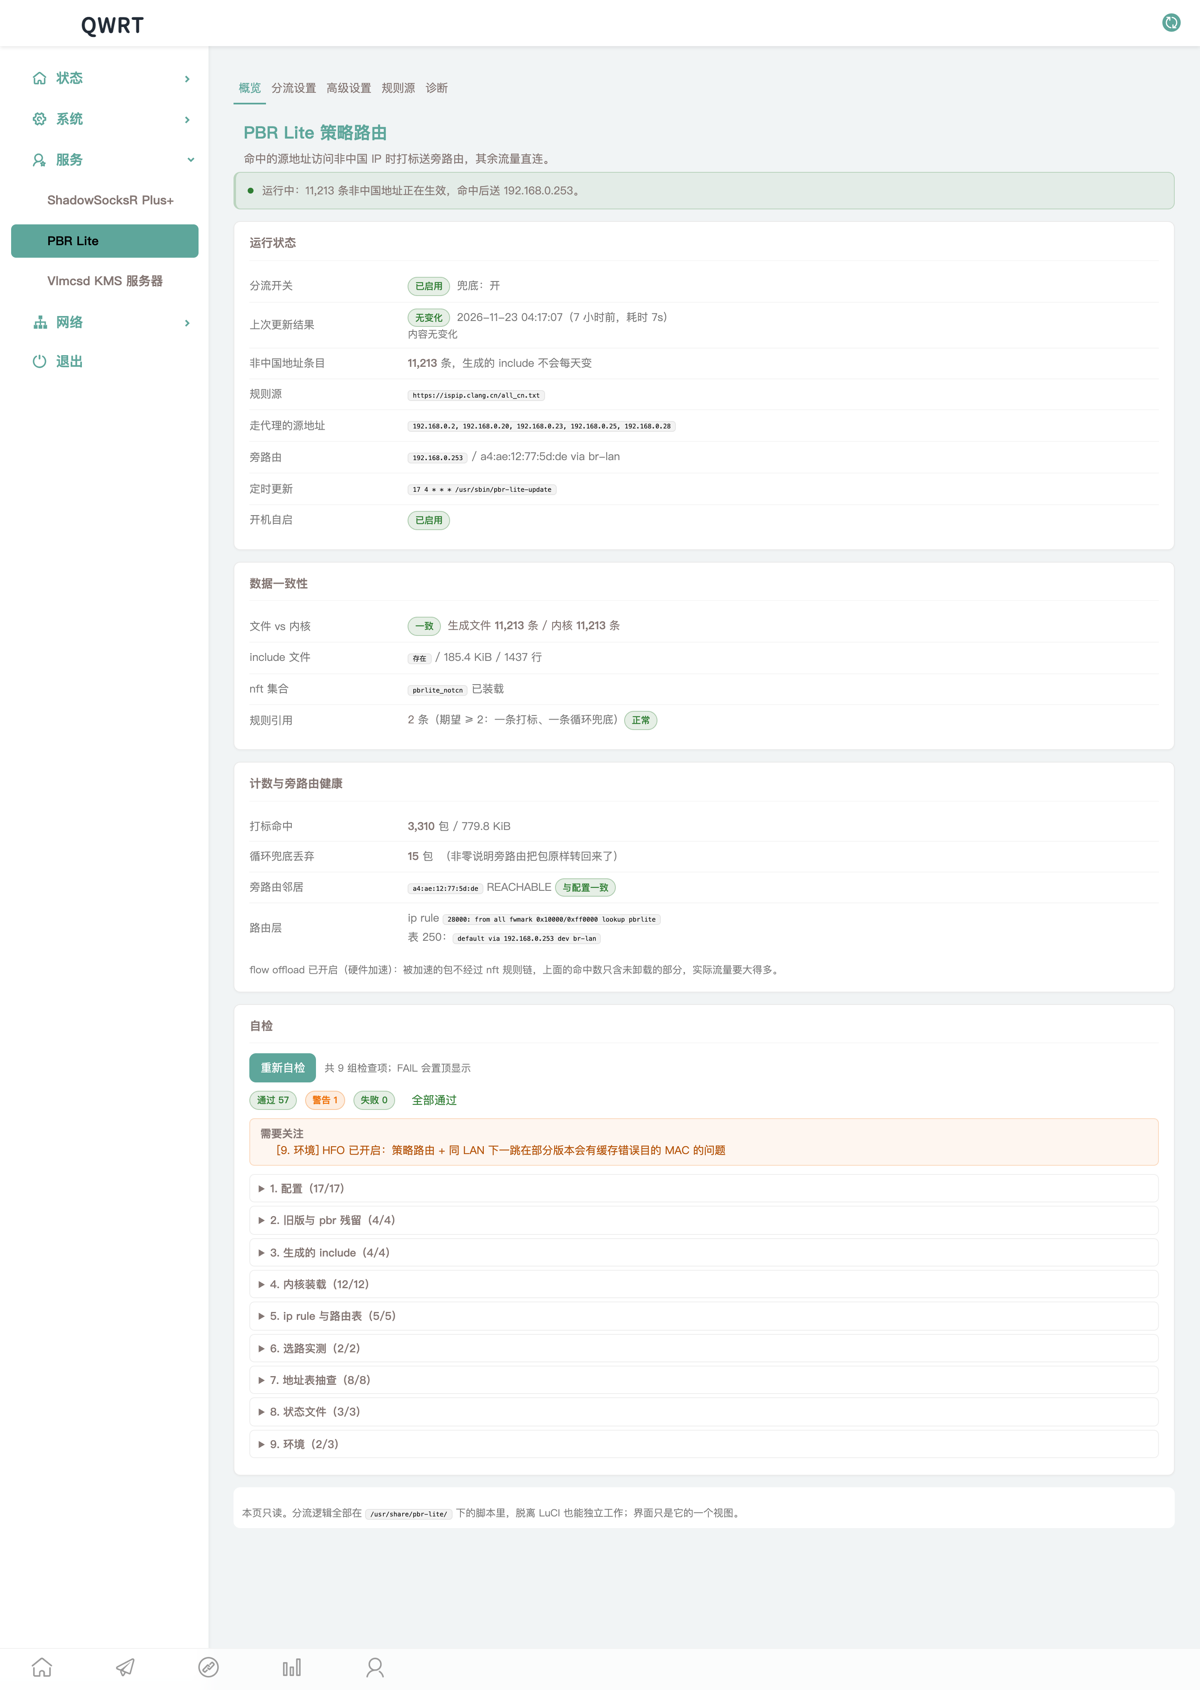 QWRT
状态
系统
服务
ShadowSocksR Plus+
PBR Lite
Vlmcsd KMS 服务器
网络
退出
概览 分流设置 高级设置 规则源 诊断
PBR Lite 策略路由
命中的源地址访问非中国 IP 时打标送旁路由，其余流量直连。
运行中：11,213 条非中国地址正在生效，命中后送 192.168.0.253。
运行状态
分流开关 已启用 兜底：开
上次更新结果 无变化 2026-11-23 04:17:07（7 小时前，耗时 7s）
内容无变化
非中国地址条目 11,213 条，生成的 include 不会每天变
规则源 https://ispip.clang.cn/all_cn.txt
走代理的源地址 192.168.0.2, 192.168.0.20, 192.168.0.23, 192.168.0.25, 192.168.0.28
旁路由 192.168.0.253 / a4:ae:12:77:5d:de via br-lan
定时更新 17 4 * * * /usr/sbin/pbr-lite-update
开机自启 已启用
数据一致性
文件 vs 内核 一致 生成文件 11,213 条 / 内核 11,213 条
include 文件 存在 / 185.4 KiB / 1437 行
nft 集合 pbrlite_notcn 已装载
规则引用 2 条（期望 ≥ 2：一条打标、一条循环兜底） 正常
计数与旁路由健康
打标命中 3,310 包 / 779.8 KiB
循环兜底丢弃 15 包 （非零说明旁路由把包原样转回来了）
旁路由邻居 a4:ae:12:77:5d:de REACHABLE 与配置一致
路由层 ip rule 28000: from all fwmark 0x10000/0xff0000 lookup pbrlite
表 250： default via 192.168.0.253 dev br-lan
flow offload 已开启（硬件加速）：被加速的包不经过 nft 规则链，上面的命中数只含未卸载的部分，实际流量要大得多。
自检
重新自检 共 9 组检查项；FAIL 会置顶显示
通过 57 警告 1 失败 0 全部通过
需要关注
[9. 环境] HFO 已开启：策略路由 + 同 LAN 下一跳在部分版本会有缓存错误目的 MAC 的问题
▶ 1. 配置（17/17）
▶ 2. 旧版与 pbr 残留（4/4）
▶ 3. 生成的 include（4/4）
▶ 4. 内核装载（12/12）
▶ 5. ip rule 与路由表（5/5）
▶ 6. 选路实测（2/2）
▶ 7. 地址表抽查（8/8）
▶ 8. 状态文件（3/3）
▶ 9. 环境（2/3）
本页只读。分流逻辑全部在 /usr/share/pbr-lite/ 下的脚本里，脱离 LuCI 也能独立工作；界面只是它的一个视图。